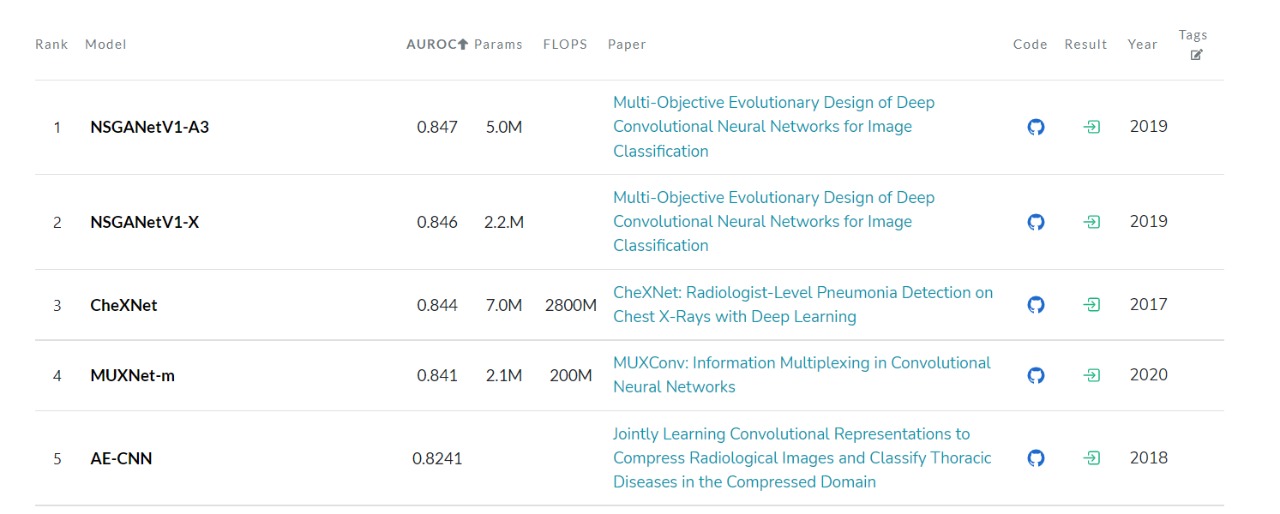 Rank Model AUROC Params FLOPS Paper Code Result Year Tags
1 NSGANetV1-A3 0.847 5.0M Multi-Objective Evolutionary Design of Deep
Convolutional Neural Networks for Image
Classification
2019
2 NSGANetV1-X 0.846 2.2.M Multi-Objective Evolutionary Design of Deep
Convolutional Neural Networks for Image
Classification
2019
3 CheXNet 0.844 7.0M 2800M CheXNet: Radiologist-Level Pneumonia Detection on
Chest X-Rays with Deep Learning
2017
4 MUXNet-m 0.841 2.1M 200M MUXConv: Information Multiplexing in Convolutional
Neural Networks
2020
5 AE-CNN 0.8241 Jointly Learning Convolutional Representations to
Compress Radiological Images and Classify Thoracic
Diseases in the Compressed Domain
2018